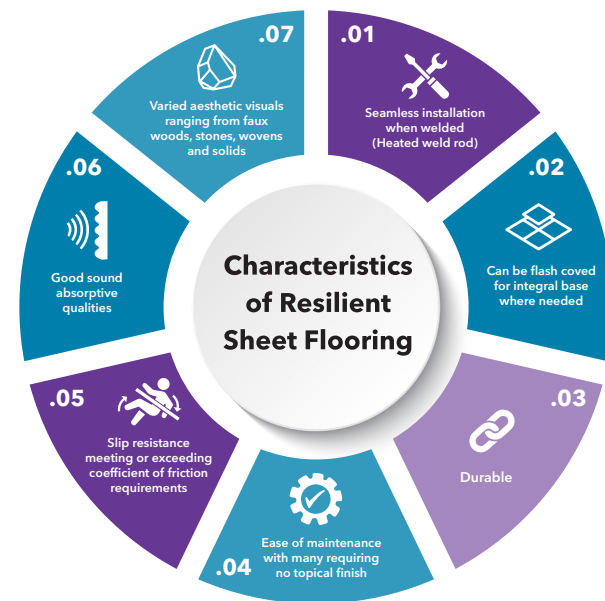 Characteristics
of Resilient
Sheet Flooring
.01
Seamless installation
when welded
(Heated weld rod)
.02
Can be flash coved
for integral base
where needed
.03
Durable
.04
Ease of maintenance
with many requiring
no topical finish
.05
Slip resistance
meeting or exceeding
coefficient of friction
requirements
.06
Good sound
absorptive
qualities
.07
Varied aesthetic visuals
ranging from faux
woods, stones, wovens
and solids